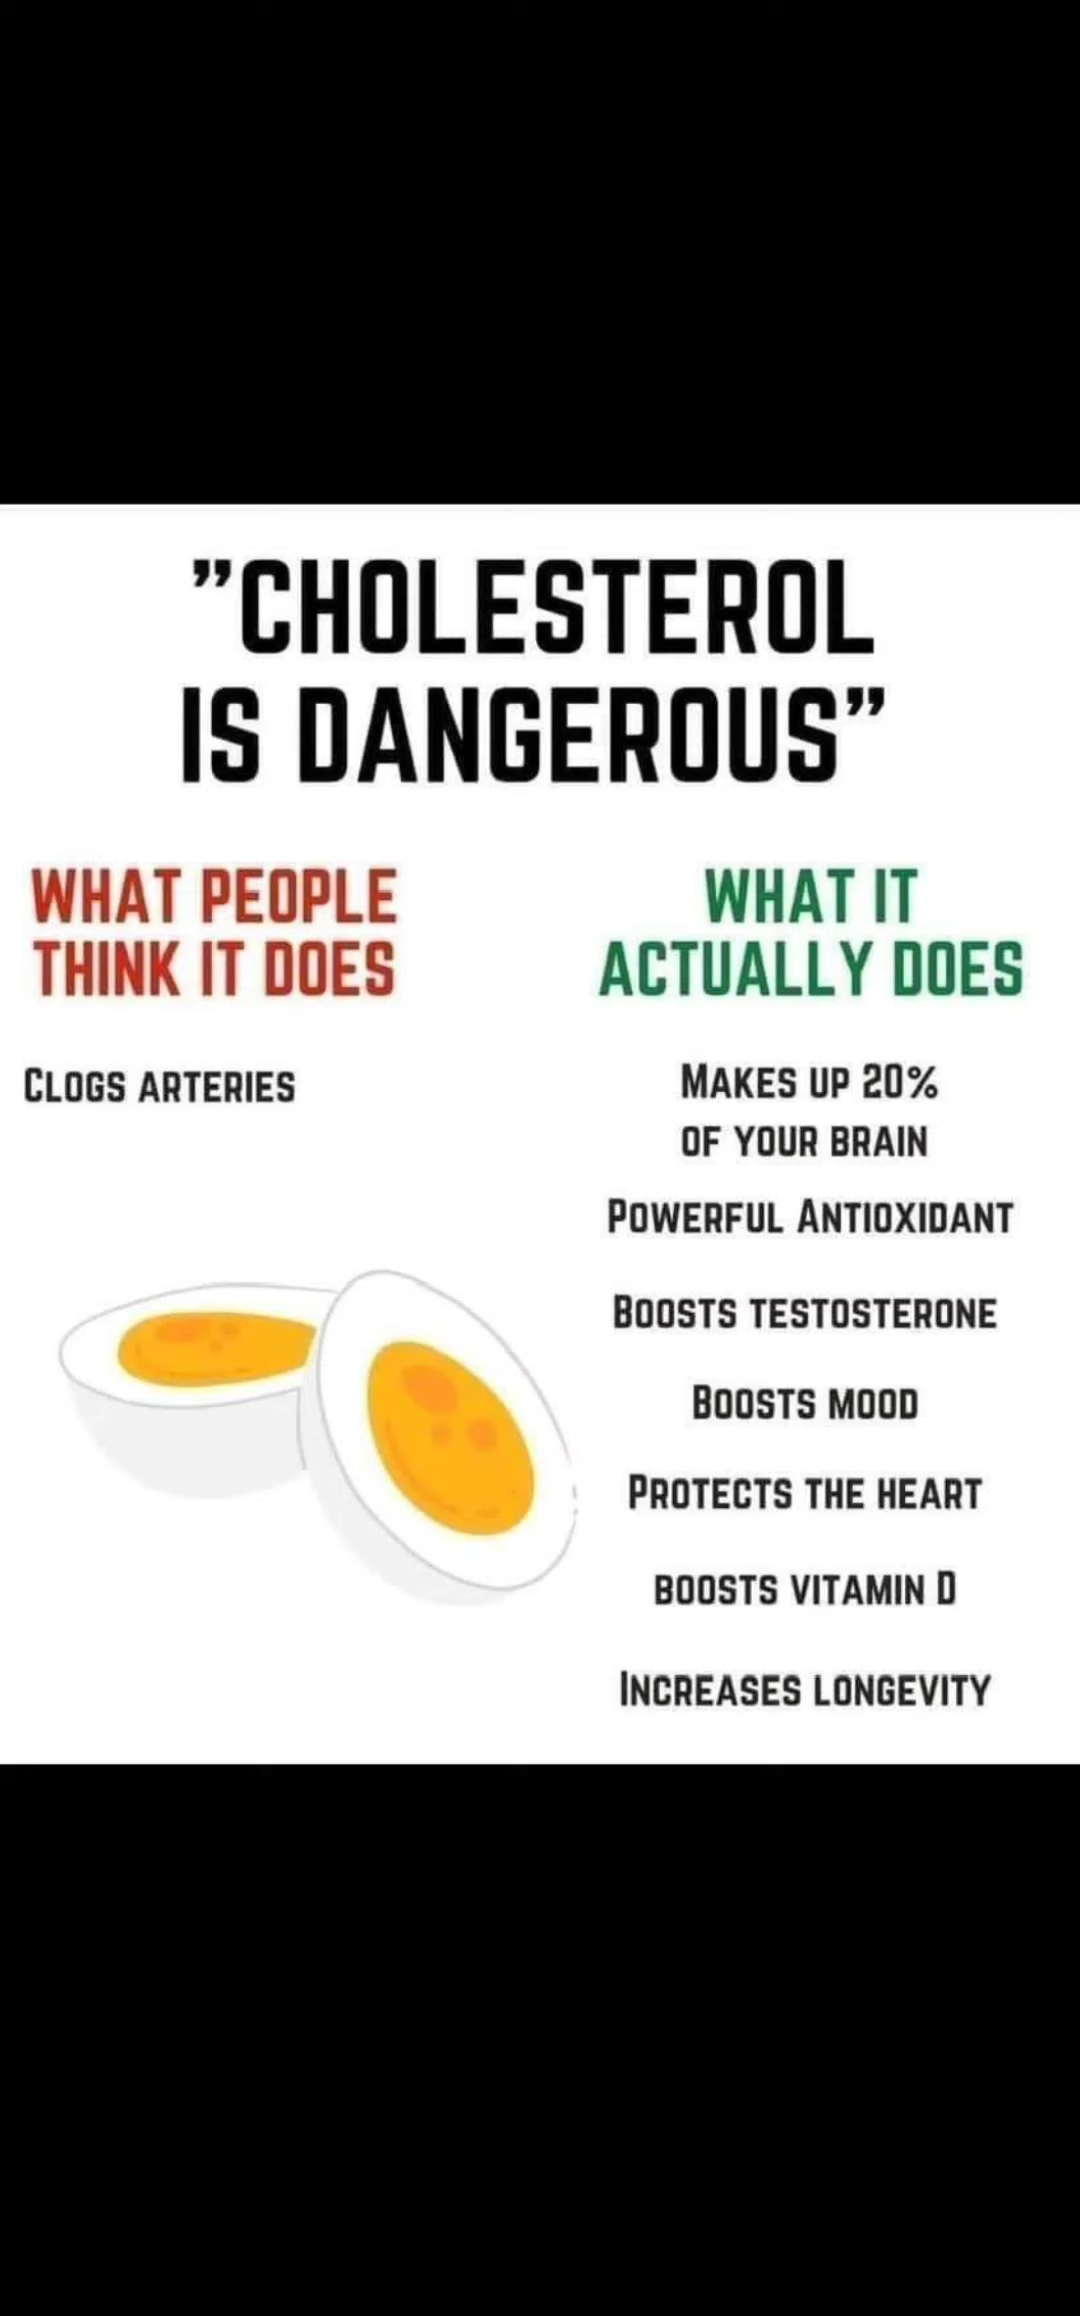 ”CHOLESTEROL
IS DANGEROUS”
WHAT PEOPLE
THINK IT DOES
CLOGS ARTERIES
WHAT IT
ACTUALLY DOES
MAKES UP 20%
OF YOUR BRAIN
POWERFUL ANTIOXIDANT
BOOSTS TESTOSTERONE
BOOSTS MOOD
PROTECTS THE HEART
BOOSTS VITAMIN D
INCREASES LONGEVITY